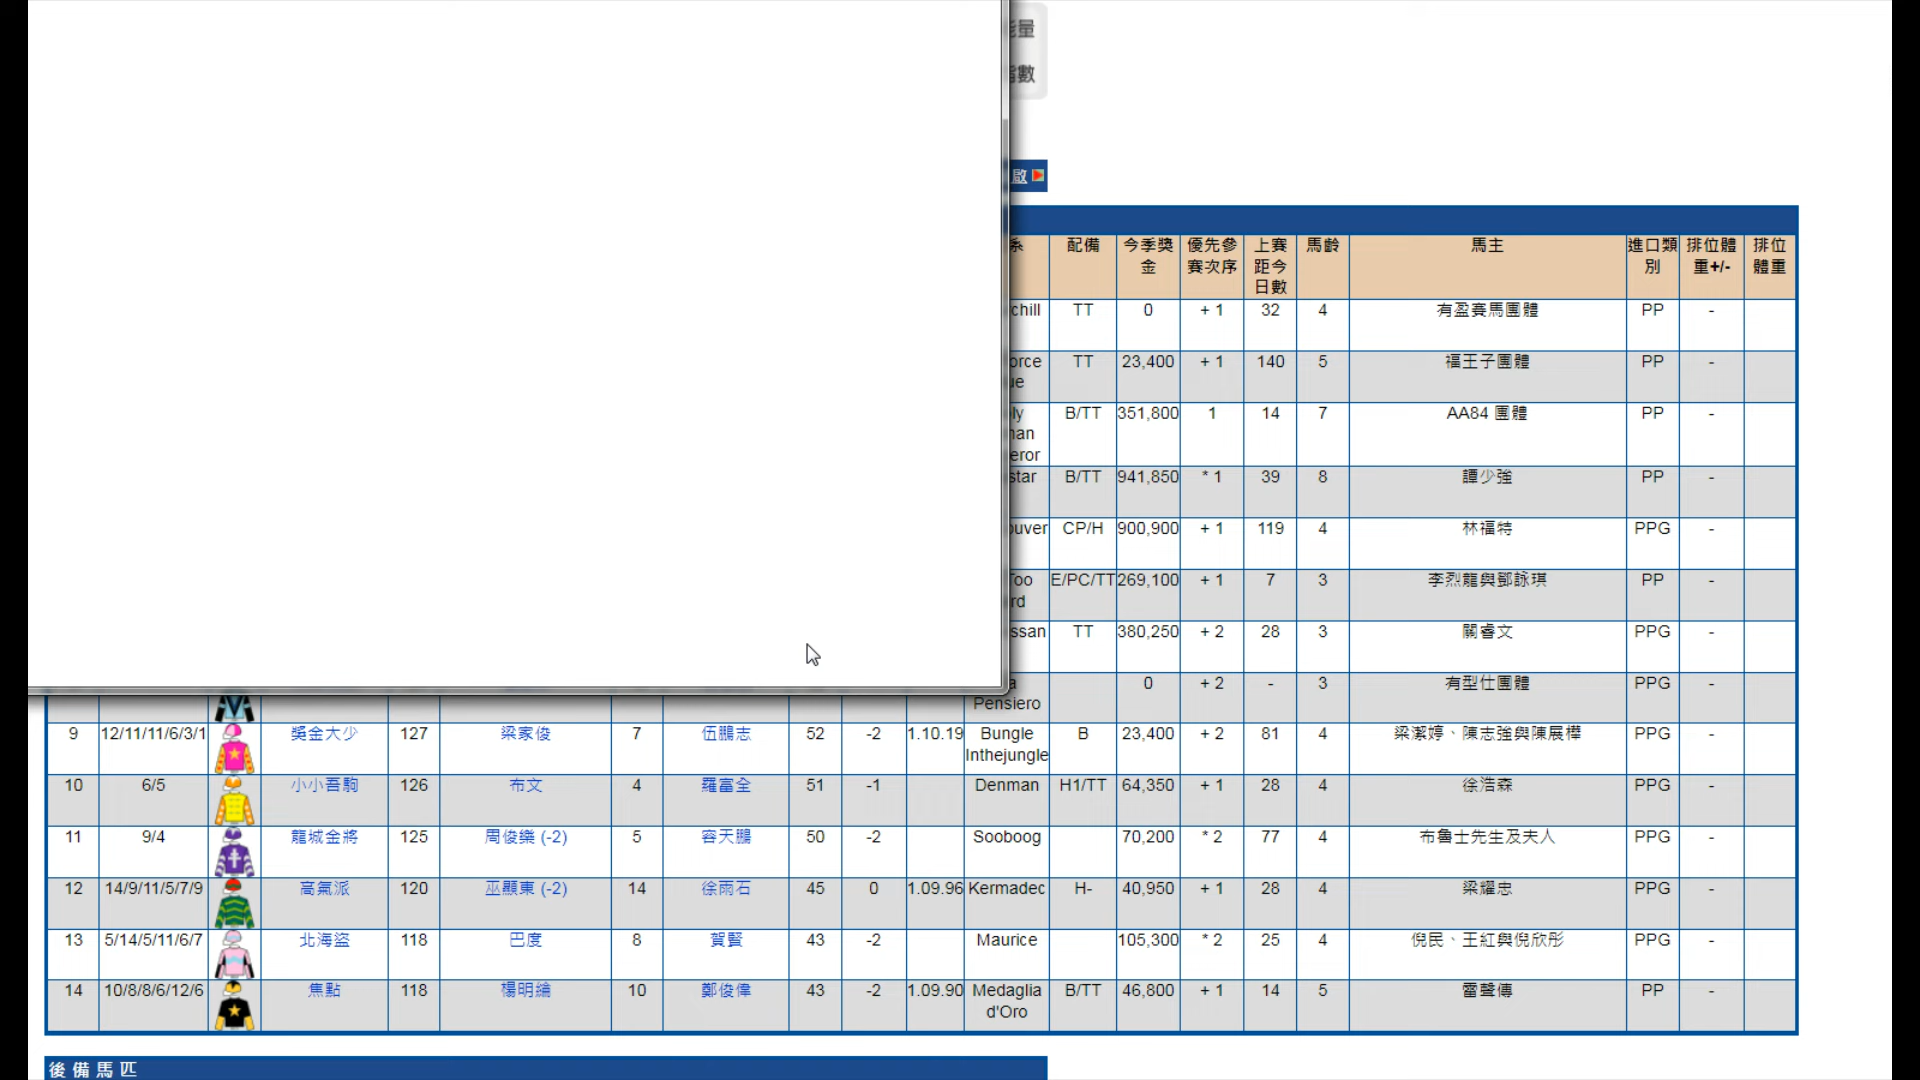 量
數
啟
系 配備 今季獎金 優先參賽次序 上賽距今日數 馬齡 馬主 進口類別 排位體重+/- 排位體重
chill TT 0 + 1 32 4 有盈賽馬團體 PP -
orce ue TT 23,400 + 1 140 5 福王子團體 PP -
ly man eror B/TT 351,800 1 14 7 AA84 團體 PP -
star B/TT 941,850 * 1 39 8 譚少強 PP -
ouver CP/H 900,900 + 1 119 4 林福特 PPG -
Too rd E/PC/TT 269,100 + 1 7 3 李烈龍與鄧詠琪 PP -
ssan TT 380,250 + 2 28 3 關睿文 PPG -
a Pensiero 0 + 2 - 3 有型仕團體 PPG -
9 12/11/11/6/3/1 獎金大少 127 梁家俊 7 伍鵬志 52 -2 1.10.19 Bungle Inthejungle B 23,400 + 2 81 4 梁潔婷、陳志強與陳展樺 PPG -
10 6/5 小小吾駒 126 布文 4 羅富全 51 -1 Denman H1/TT 64,350 + 1 28 4 徐浩森 PPG -
11 9/4 龍城金將 125 周俊樂 (-2) 5 容天鵬 50 -2 Sooboog 70,200 * 2 77 4 布魯士先生及夫人 PPG -
12 14/9/11/5/7/9 高氣派 120 巫顯東 (-2) 14 徐雨石 45 0 1.09.96 Kermadec H- 40,950 + 1 28 4 梁耀忠 PPG -
13 5/14/5/11/6/7 北海盜 118 巴度 8 賀賢 43 -2 Maurice 105,300 * 2 25 4 倪民、王紅與倪欣彤 PPG -
14 10/8/8/6/12/6 焦點 118 楊明綸 10 鄭俊偉 43 -2 1.09.90 Medaglia d'Oro B/TT 46,800 + 1 14 5 雷聲傳 PP -
後備馬匹